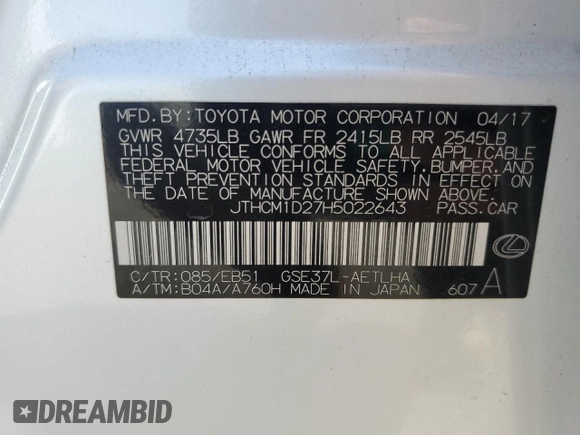 MFD.BY:TOYOTA MOTOR CORPORATION 04/17
GVWR 4735LB GAWR FR 2415LB RR 2545LB
THIS VEHICLE CONFORMS TO ALL APPLICABLE
FEDERAL MOTOR VEHICLE SAFETY,BUMPER,AND
THEFT PREVENTION STANDARDS IN EFFECT ON
THE DATE OF MANUFACTURE SHOWN ABOVE.
JTHCM1D27H5022643 PASS.CAR
C/TR:085/EB51 GSE37L-AETLHA
A/TM:B04A/A760H MADE IN JAPAN 607 A
DREAMBID